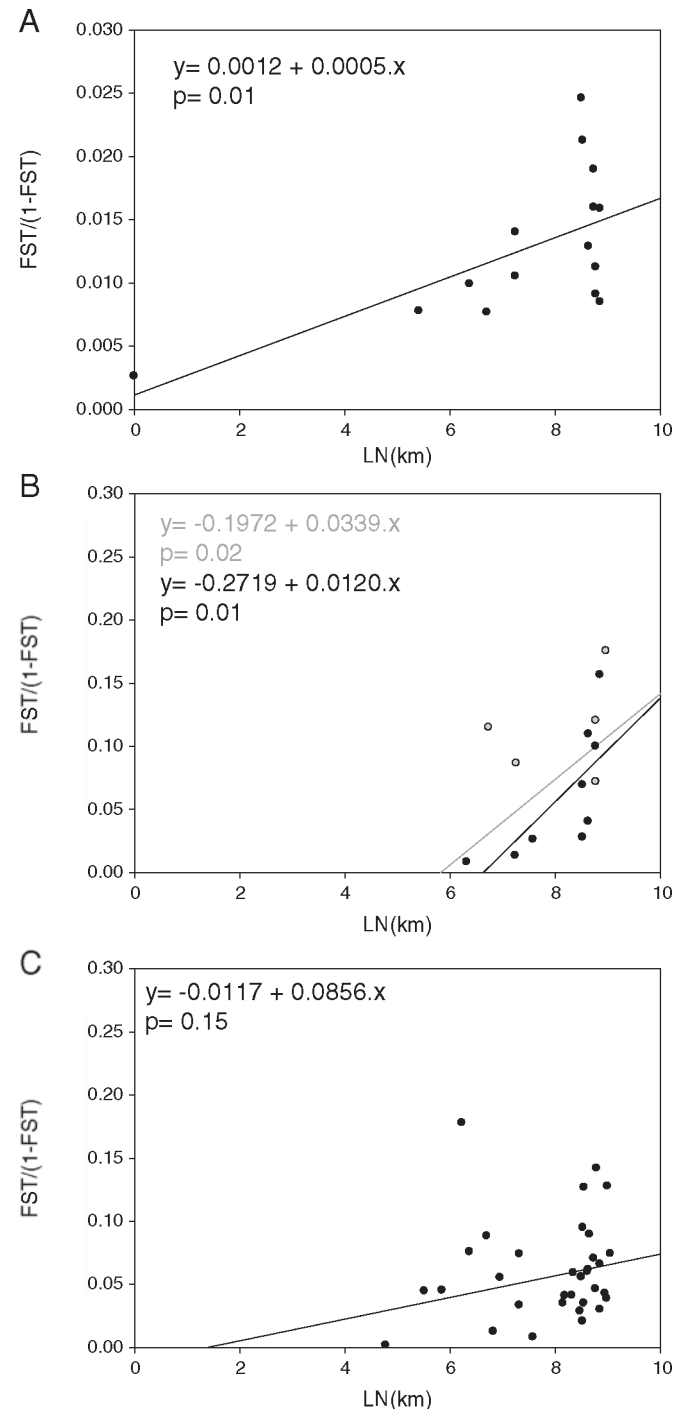 A
0.030
y= 0.0012 + 0.0005.x
p= 0.01
0.025
0.020
0.015
0.010
0.005
0.000
FST/(1-FST)
0 2 4 6 8 10
LN(km)
B
0.30
y= -0.1972 + 0.0339.x
p= 0.02
y= -0.2719 + 0.0120.x
p= 0.01
0.25
0.20
0.15
0.10
0.05
0.00
FST/(1-FST)
0 2 4 6 8 10
LN(km)
C
0.30
y= -0.0117 + 0.0856.x
p= 0.15
0.25
0.20
0.15
0.10
0.05
0.00
FST/(1-FST)
0 2 4 6 8 10
LN(km)